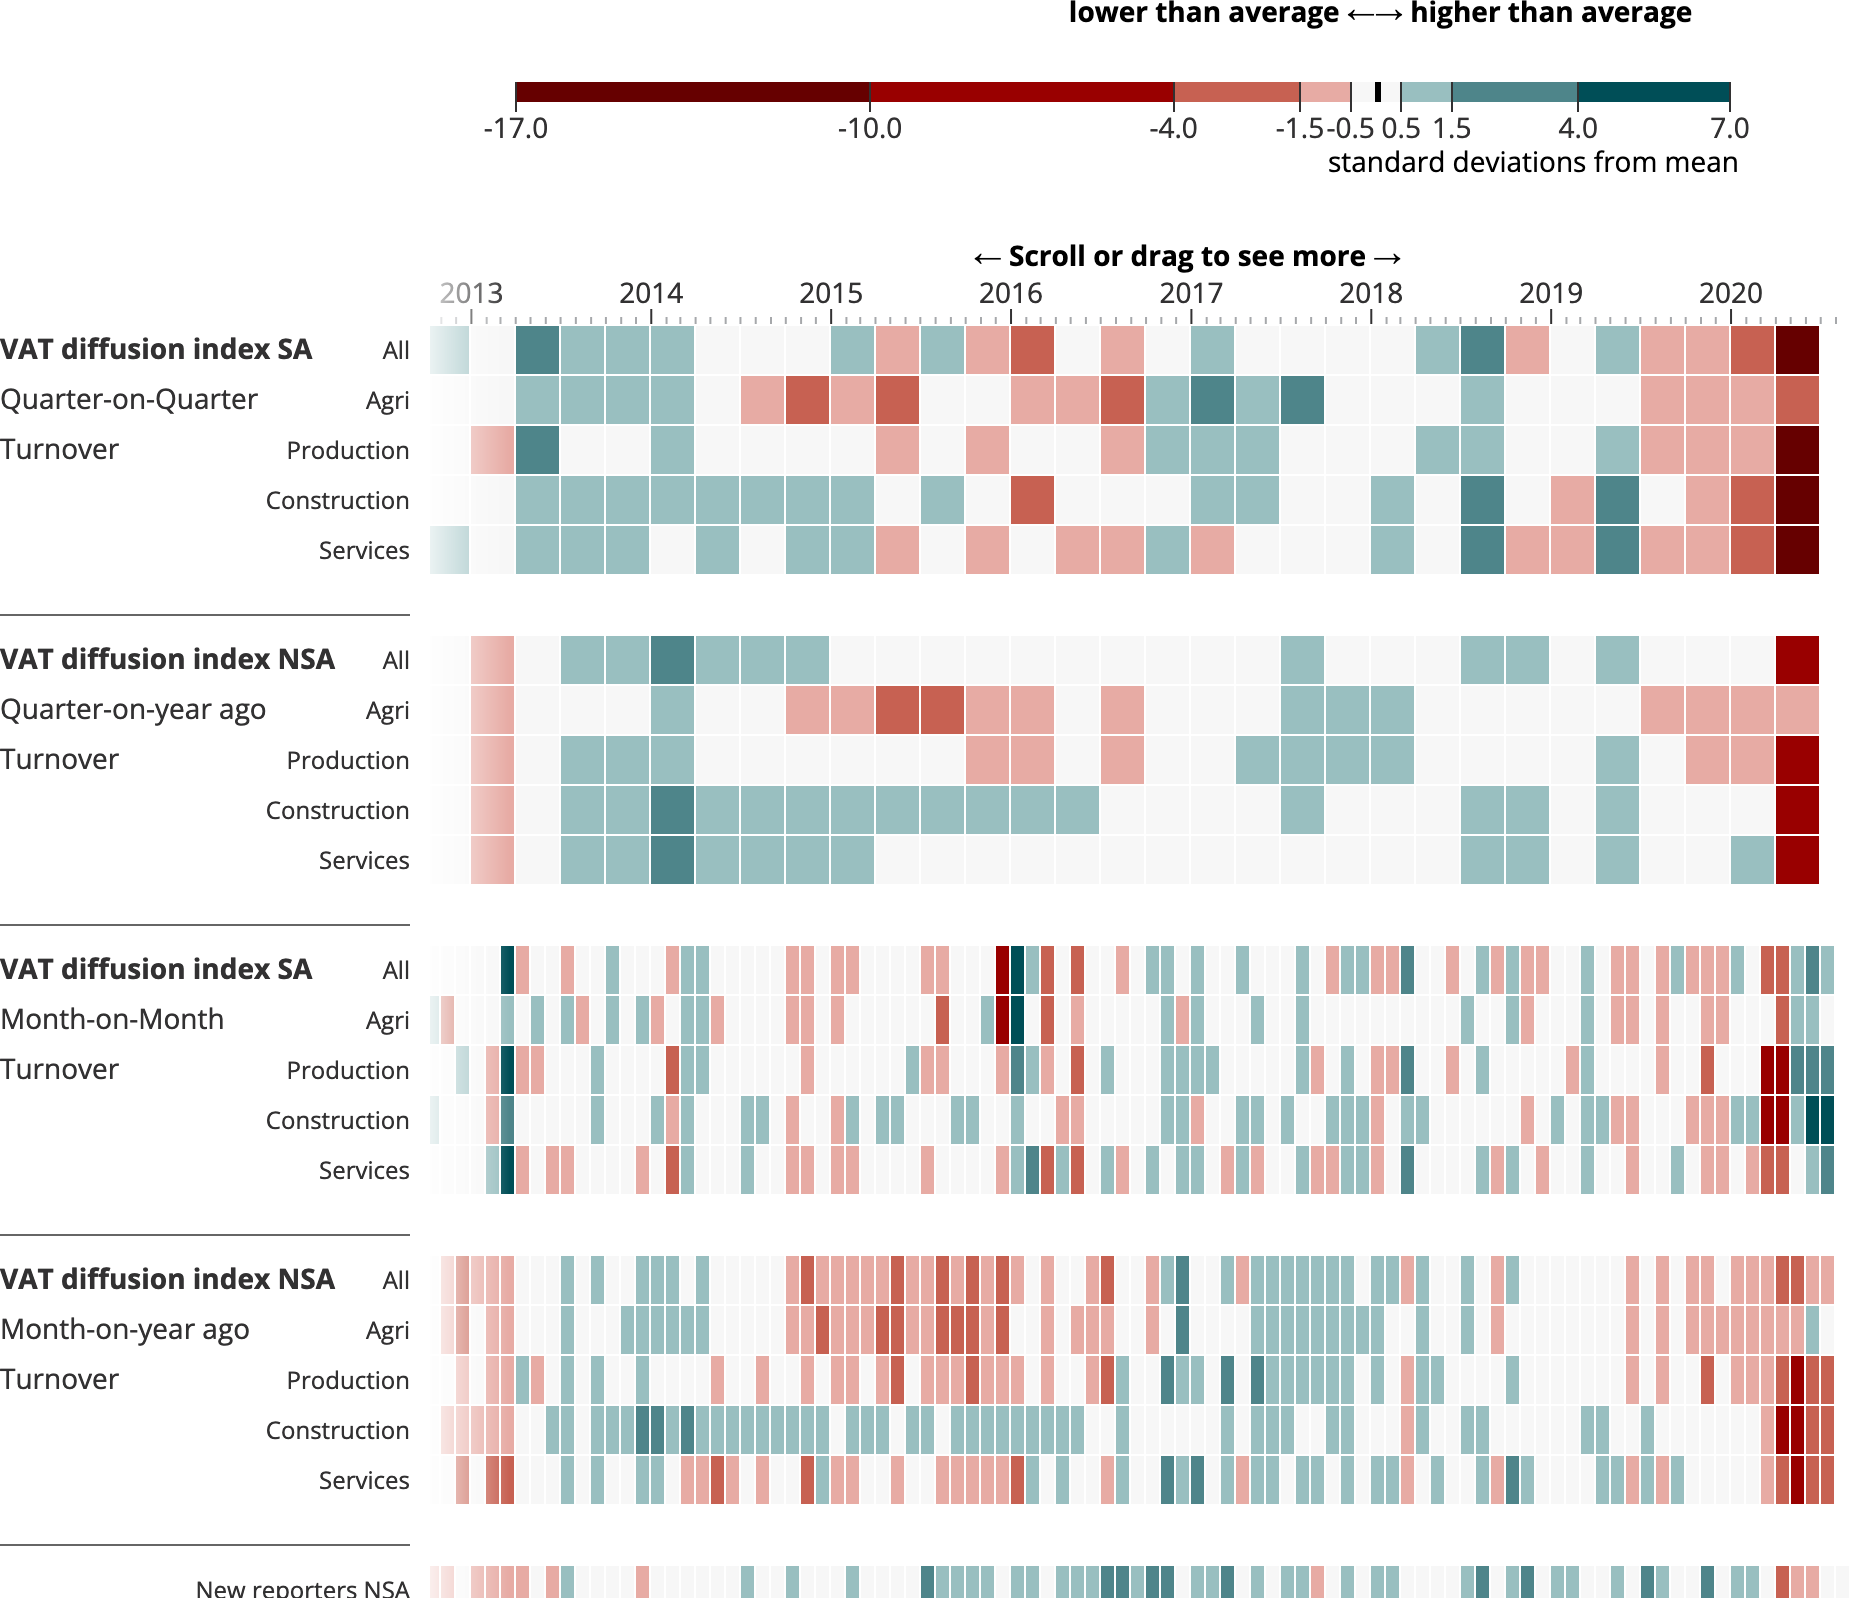 lower than average ←→ higher than average
-17.0 -10.0 -4.0 -1.5 -0.5 0.5 1.5 4.0 7.0
standard deviations from mean
← Scroll or drag to see more →
2013 2014 2015 2016 2017 2018 2019 2020
VAT diffusion index SA All
Quarter-on-Quarter Agri
Turnover Production
Construction
Services
VAT diffusion index NSA All
Quarter-on-year ago Agri
Turnover Production
Construction
Services
VAT diffusion index SA All
Month-on-Month Agri
Turnover Production
Construction
Services
VAT diffusion index NSA All
Month-on-year ago Agri
Turnover Production
Construction
Services
New reporters NSA